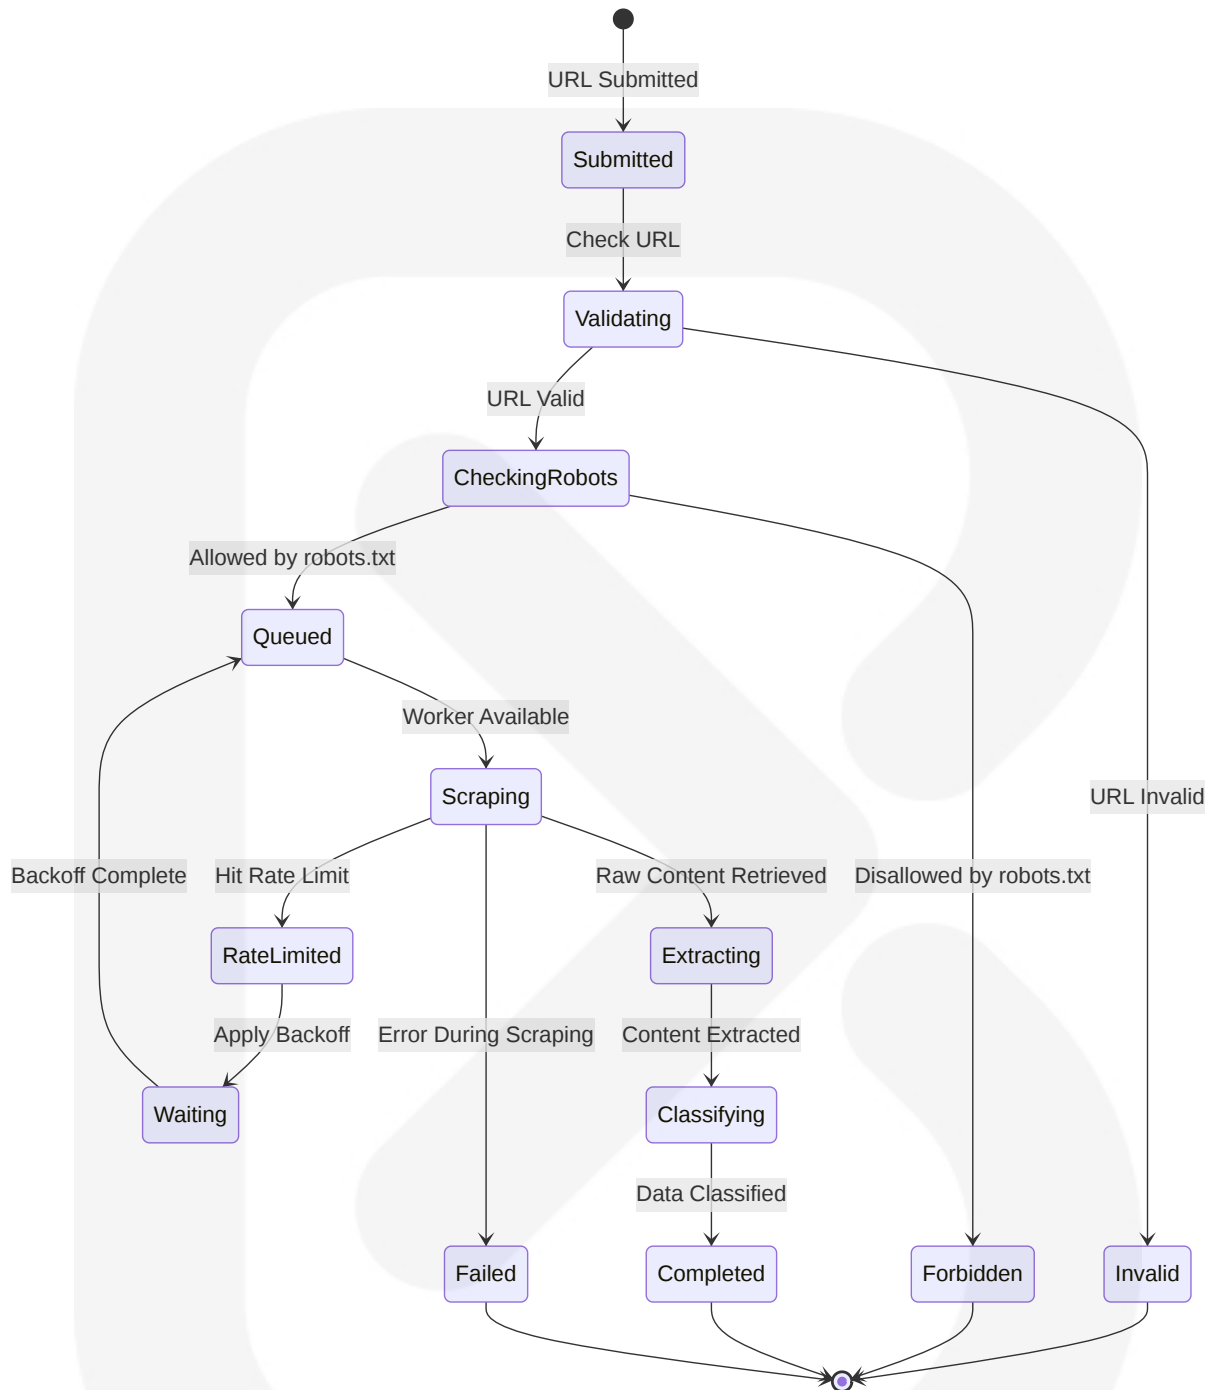 URL Submitted
Submitted
Check URL
Validating
URL Valid
CheckingRobots
Allowed by robots.txt
Queued
Worker Available
Scraping
URL Invalid
Backoff Complete
Hit Rate Limit
Raw Content Retrieved
Disallowed by robots.txt
RateLimited
Extracting
Apply Backoff
Error During Scraping
Content Extracted
Waiting
Classifying
Data Classified
Failed
Completed
Forbidden
Invalid